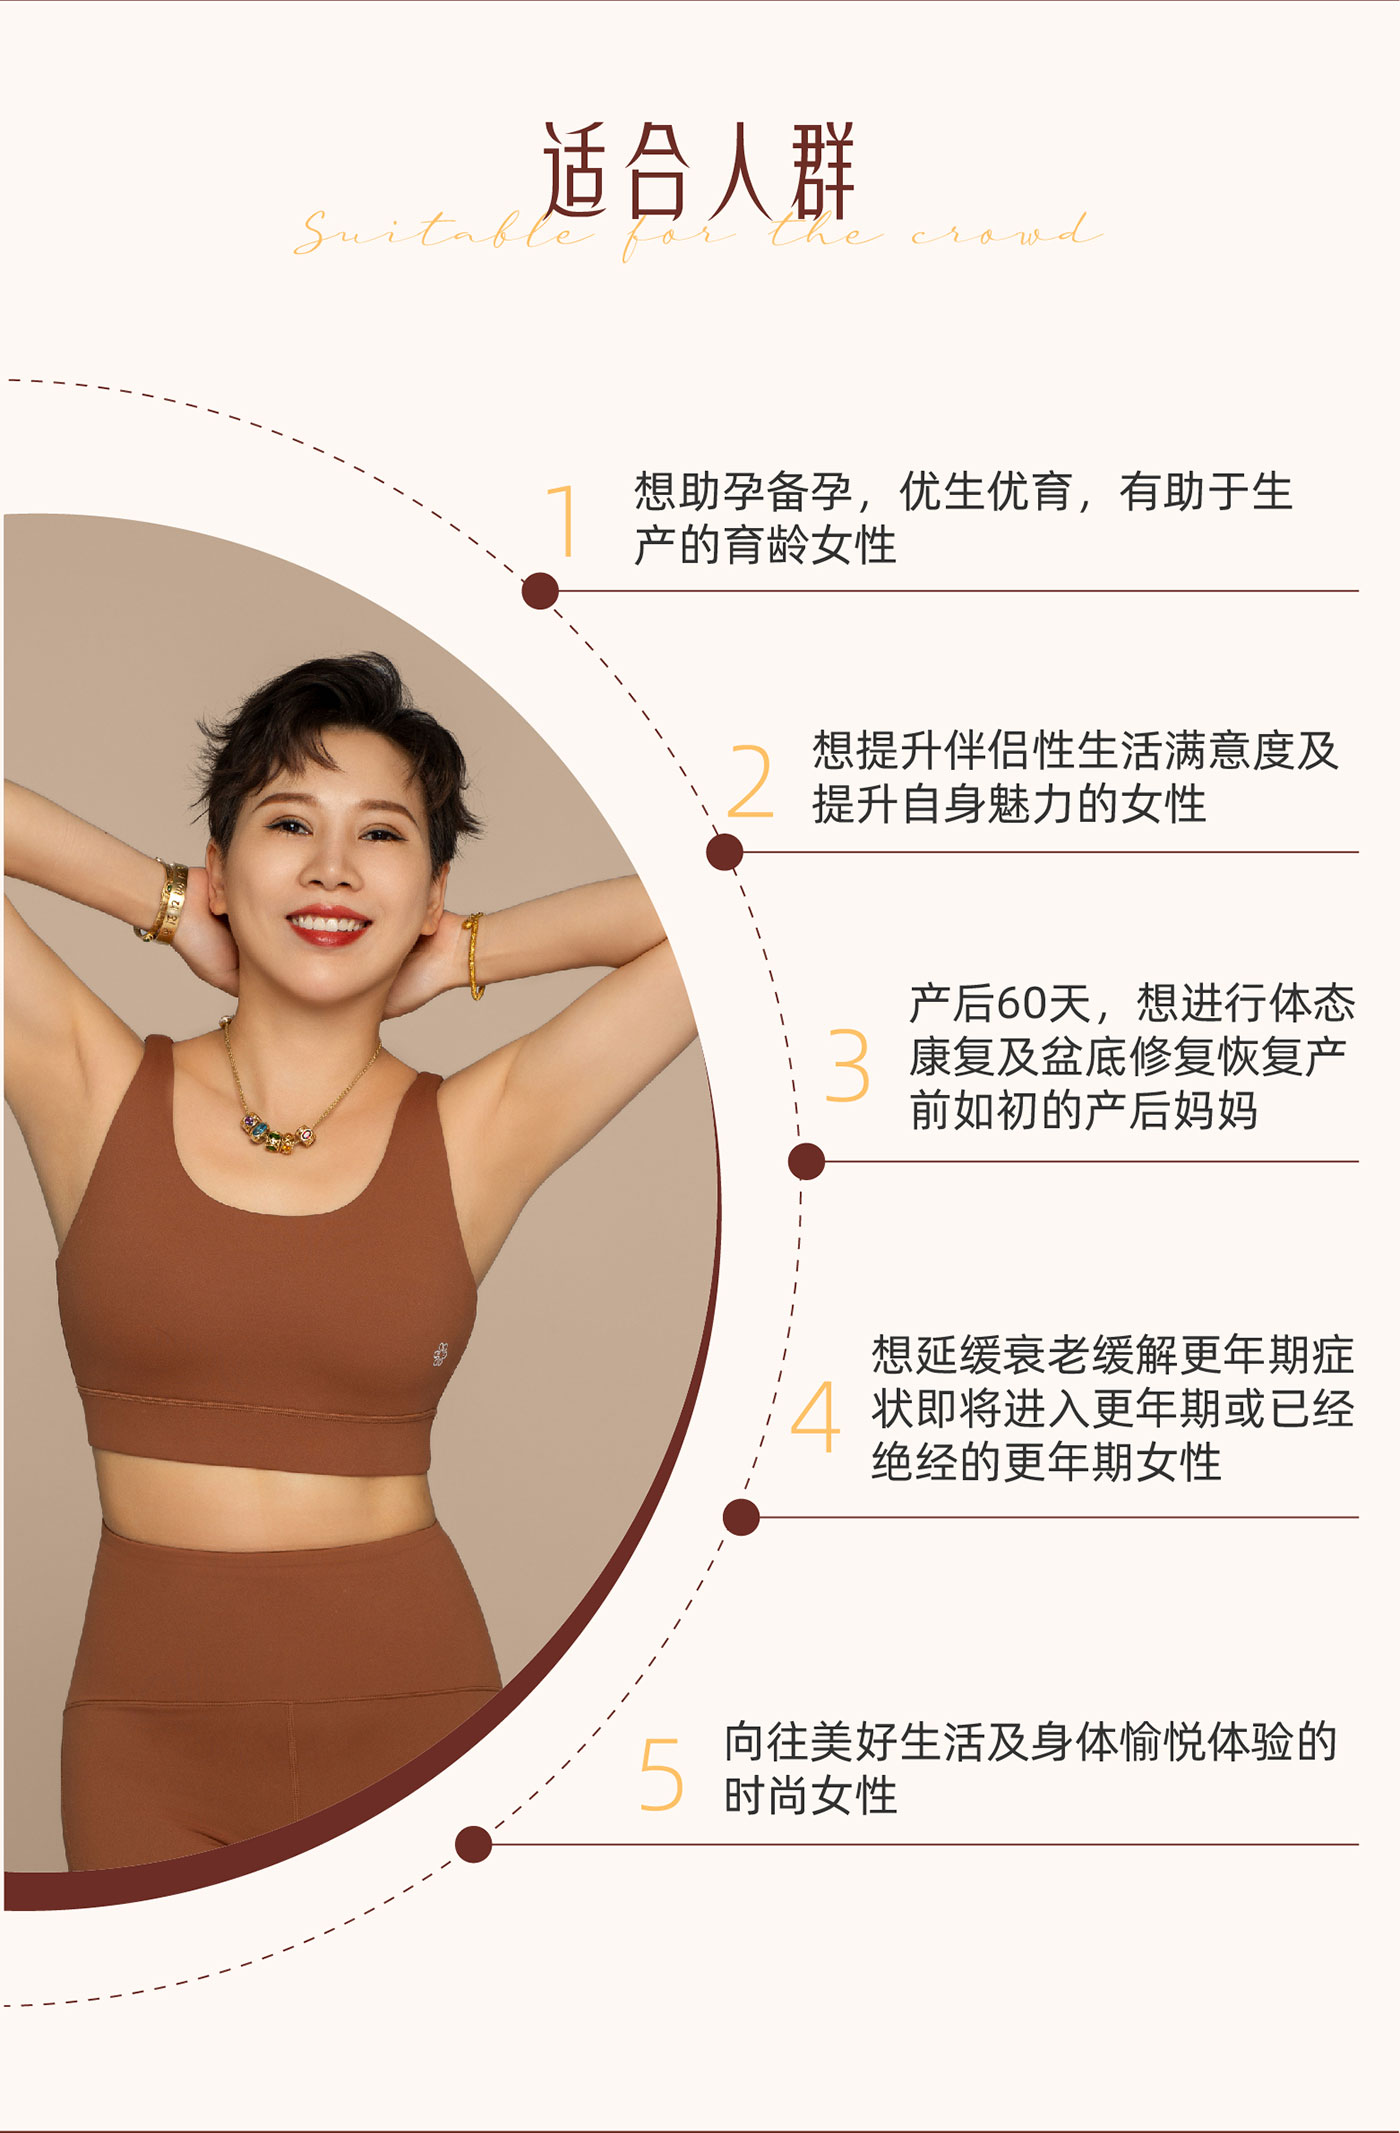 适合人群
Suitable for the crowd
1
想助孕备孕，优生优育，有助于生
产的育龄女性
2
想提升伴侣性生活满意度及
提升自身魅力的女性
3
产后60天，想进行体态
康复及盆底修复恢复产
前如初的产后妈妈
4
想延缓衰老缓解更年期症
状即将进入更年期或已经
绝经的更年期女性
5
向往美好生活及身体愉悦体验的
时尚女性